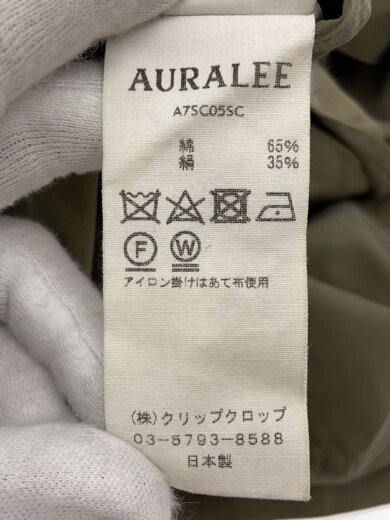 AURALEE
A7SC05SC
綿 65%
絹 35%
F W
アイロン掛けはあて布使用
(株)クリップクロップ
03-5793-8588
日本製